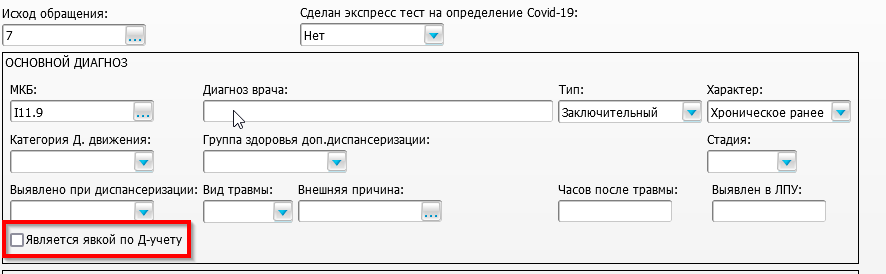 Исход обращения: Сделан экспресс тест на определение Covid-19:
7 ... Нет
ОСНОВНОЙ ДИАГНОЗ
МКБ: Диагноз врача: Тип: Характер:
I11.9 ... Заключительный Хроническое ранее
Категория Д. движения: Группа здоровья доп.диспансеризации: Стадия:
Выявлено при диспансеризации: Вид травмы: Внешняя причина: Часов после травмы: Выявлен в ЛПУ:
...
Является явкой по Д-учету